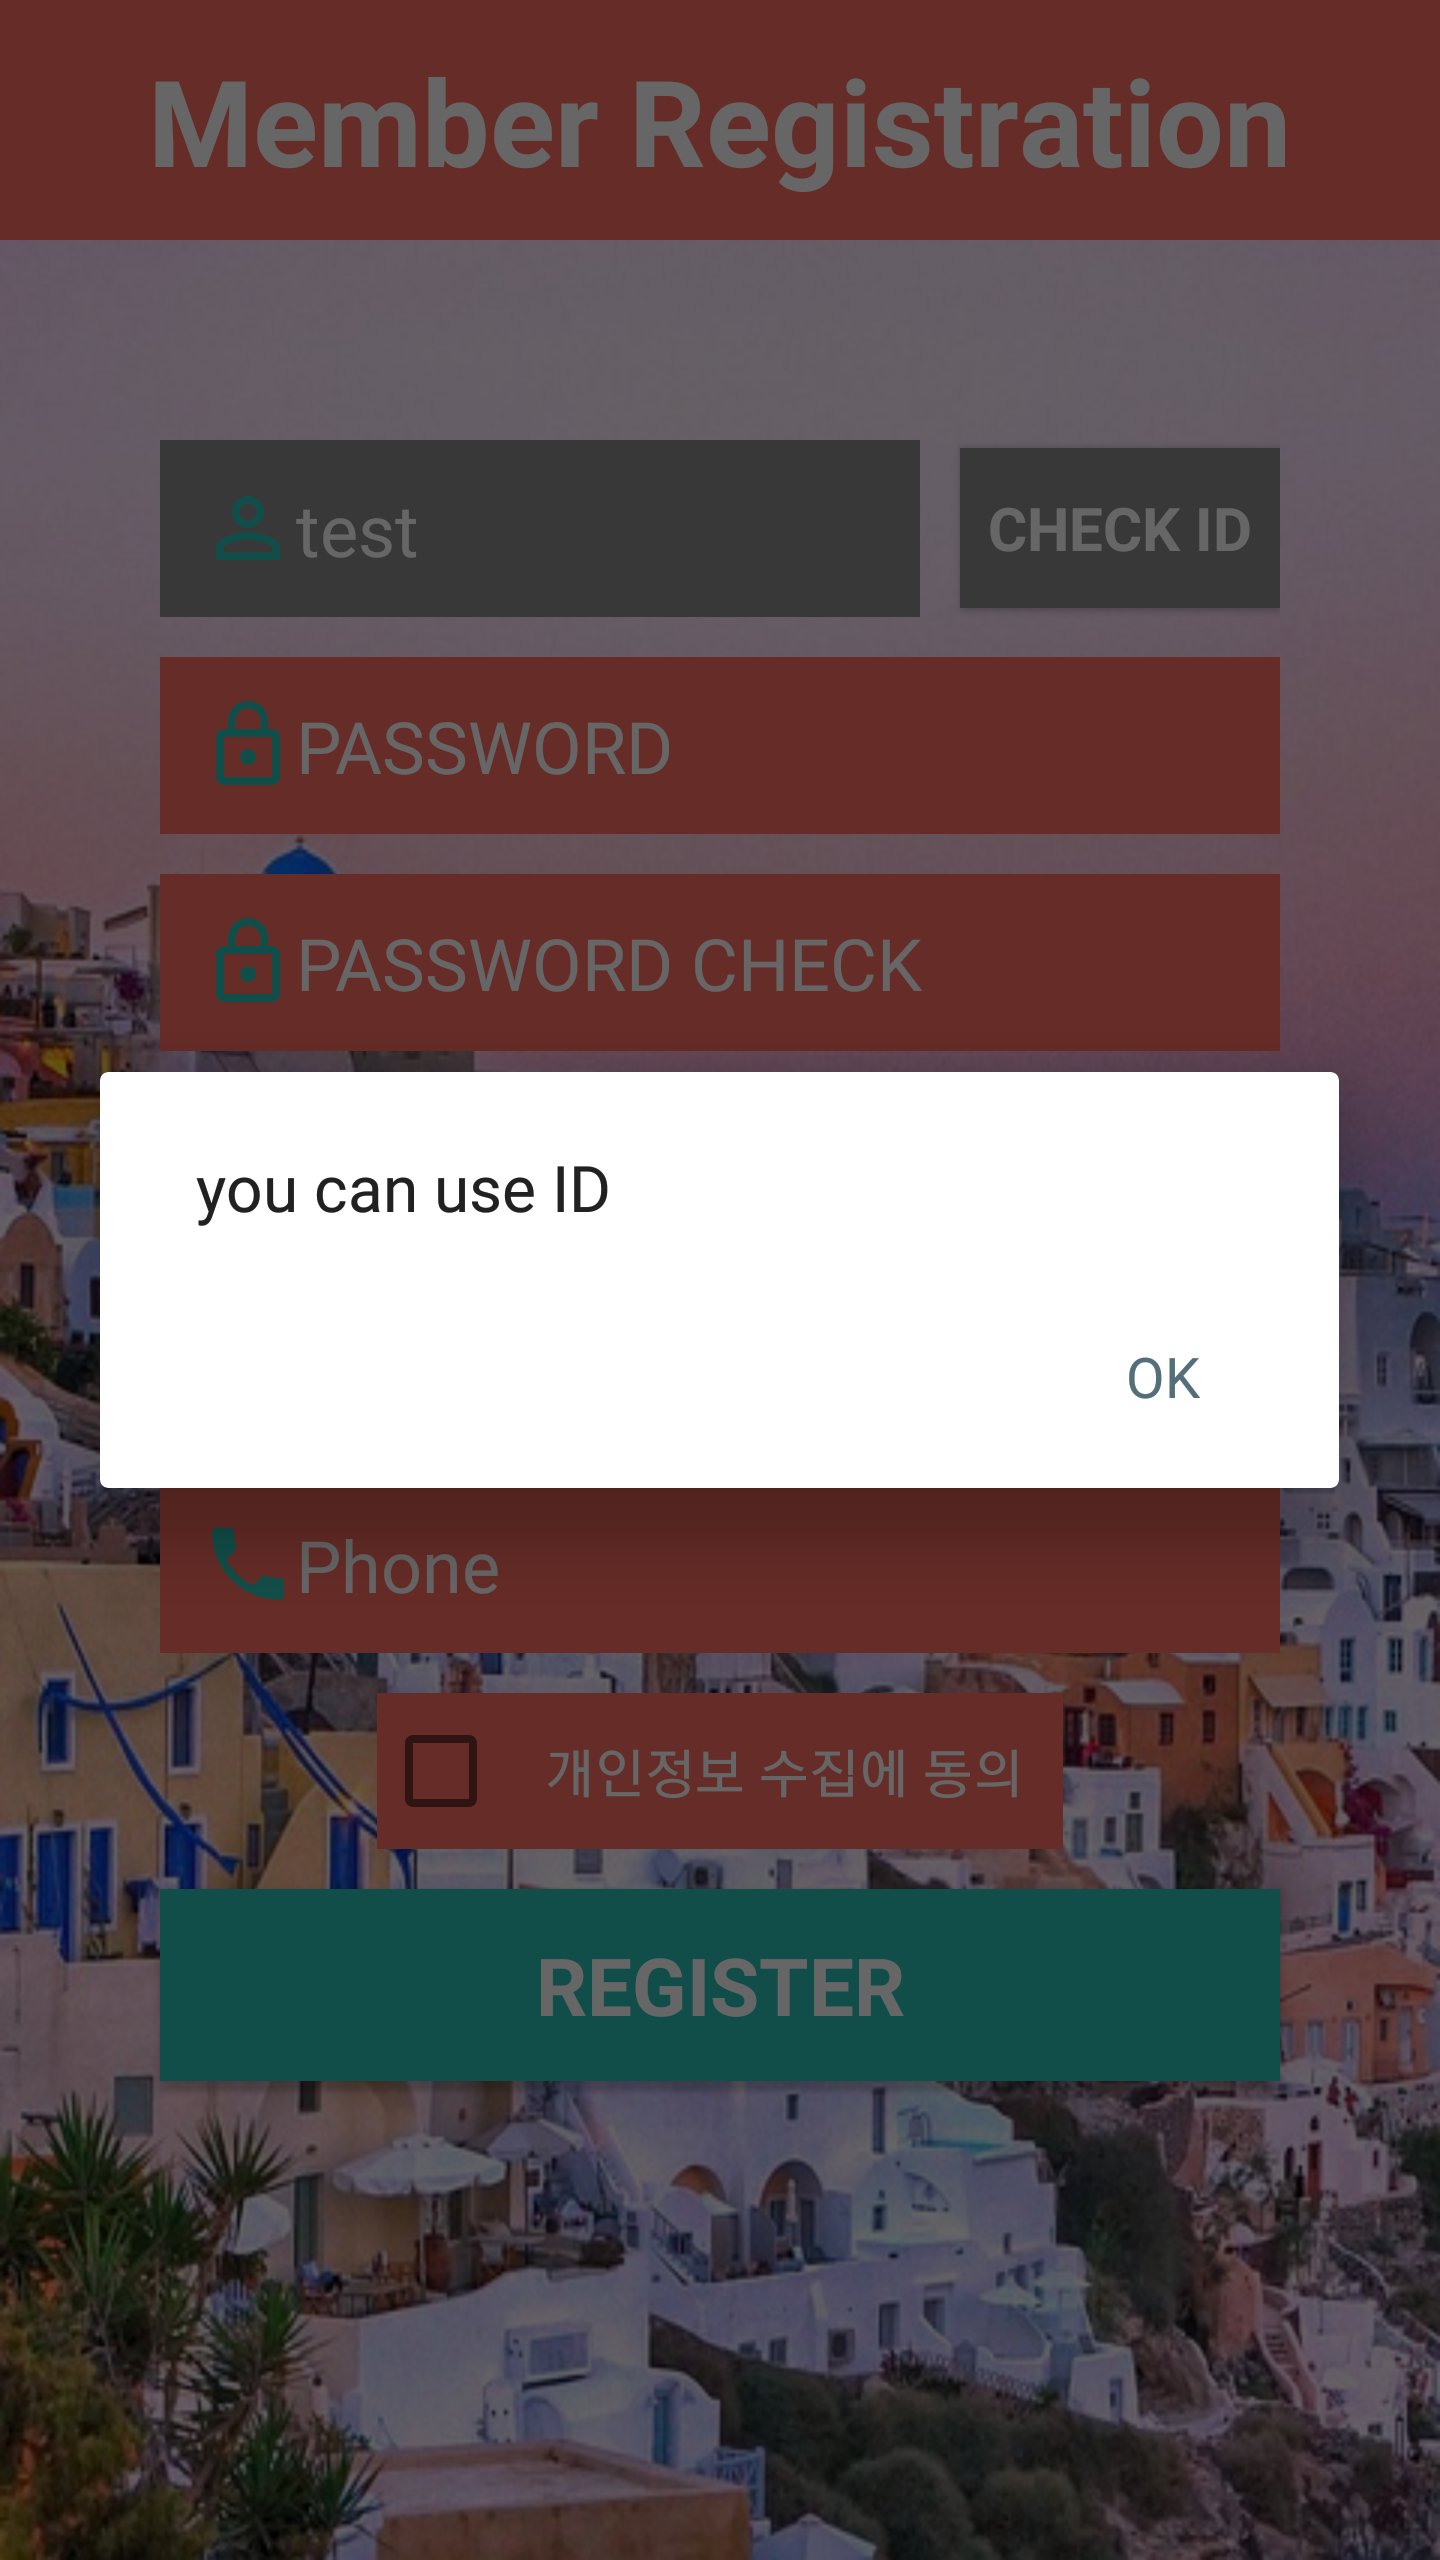 Member Registration
test
CHECK ID
PASSWORD
PASSWORD CHECK
you can use ID
OK
Phone
개인정보 수집에 동의
REGISTER